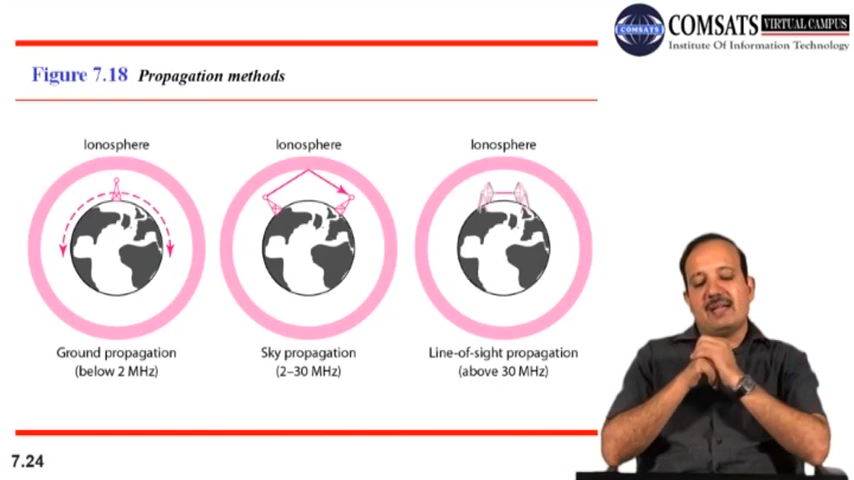 COMSATS
COMSATS VIRTUAL CAMPUS
Institute Of Information Technology
Figure 7.18 Propagation methods
Ionosphere Ionosphere Ionosphere
Ground propagation Sky propagation Line-of-sight propagation
(below 2 MHz) (2–30 MHz) (above 30 MHz)
7.24